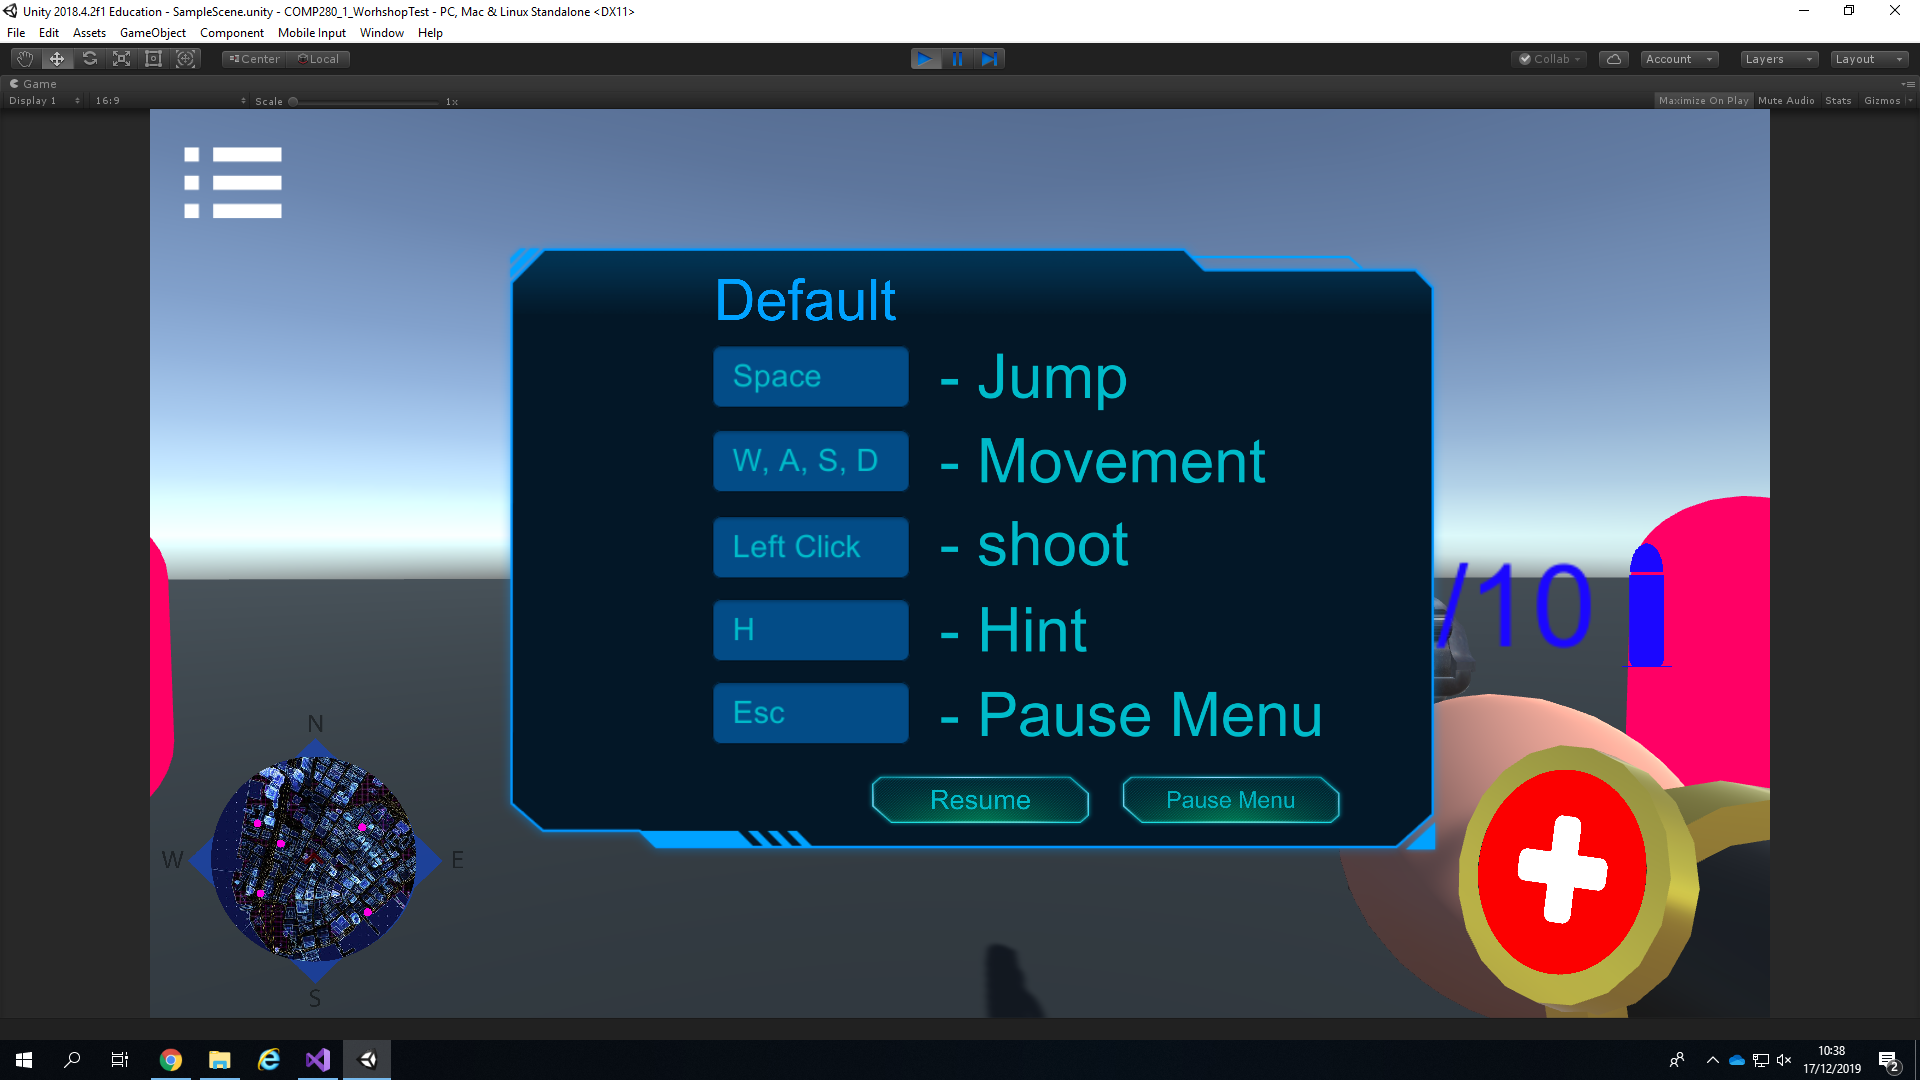 Unity 2018.4.2f1 Education - SampleScene.unity - COMP280_1_WorhshopTest - PC, Mac & Linux Standalone <DX11>
File Edit Assets GameObject Component Mobile Input Window Help
Center Local Collab Account Layers Layout
Game
Display 1 16:9 Scale 1x Maximize On Play Mute Audio Stats Gizmos
Default
Space - Jump
W, A, S, D - Movement
Left Click - shoot
/10
H - Hint
Esc - Pause Menu
N
Resume Pause Menu
W E
S
10:38
17/12/2019
2